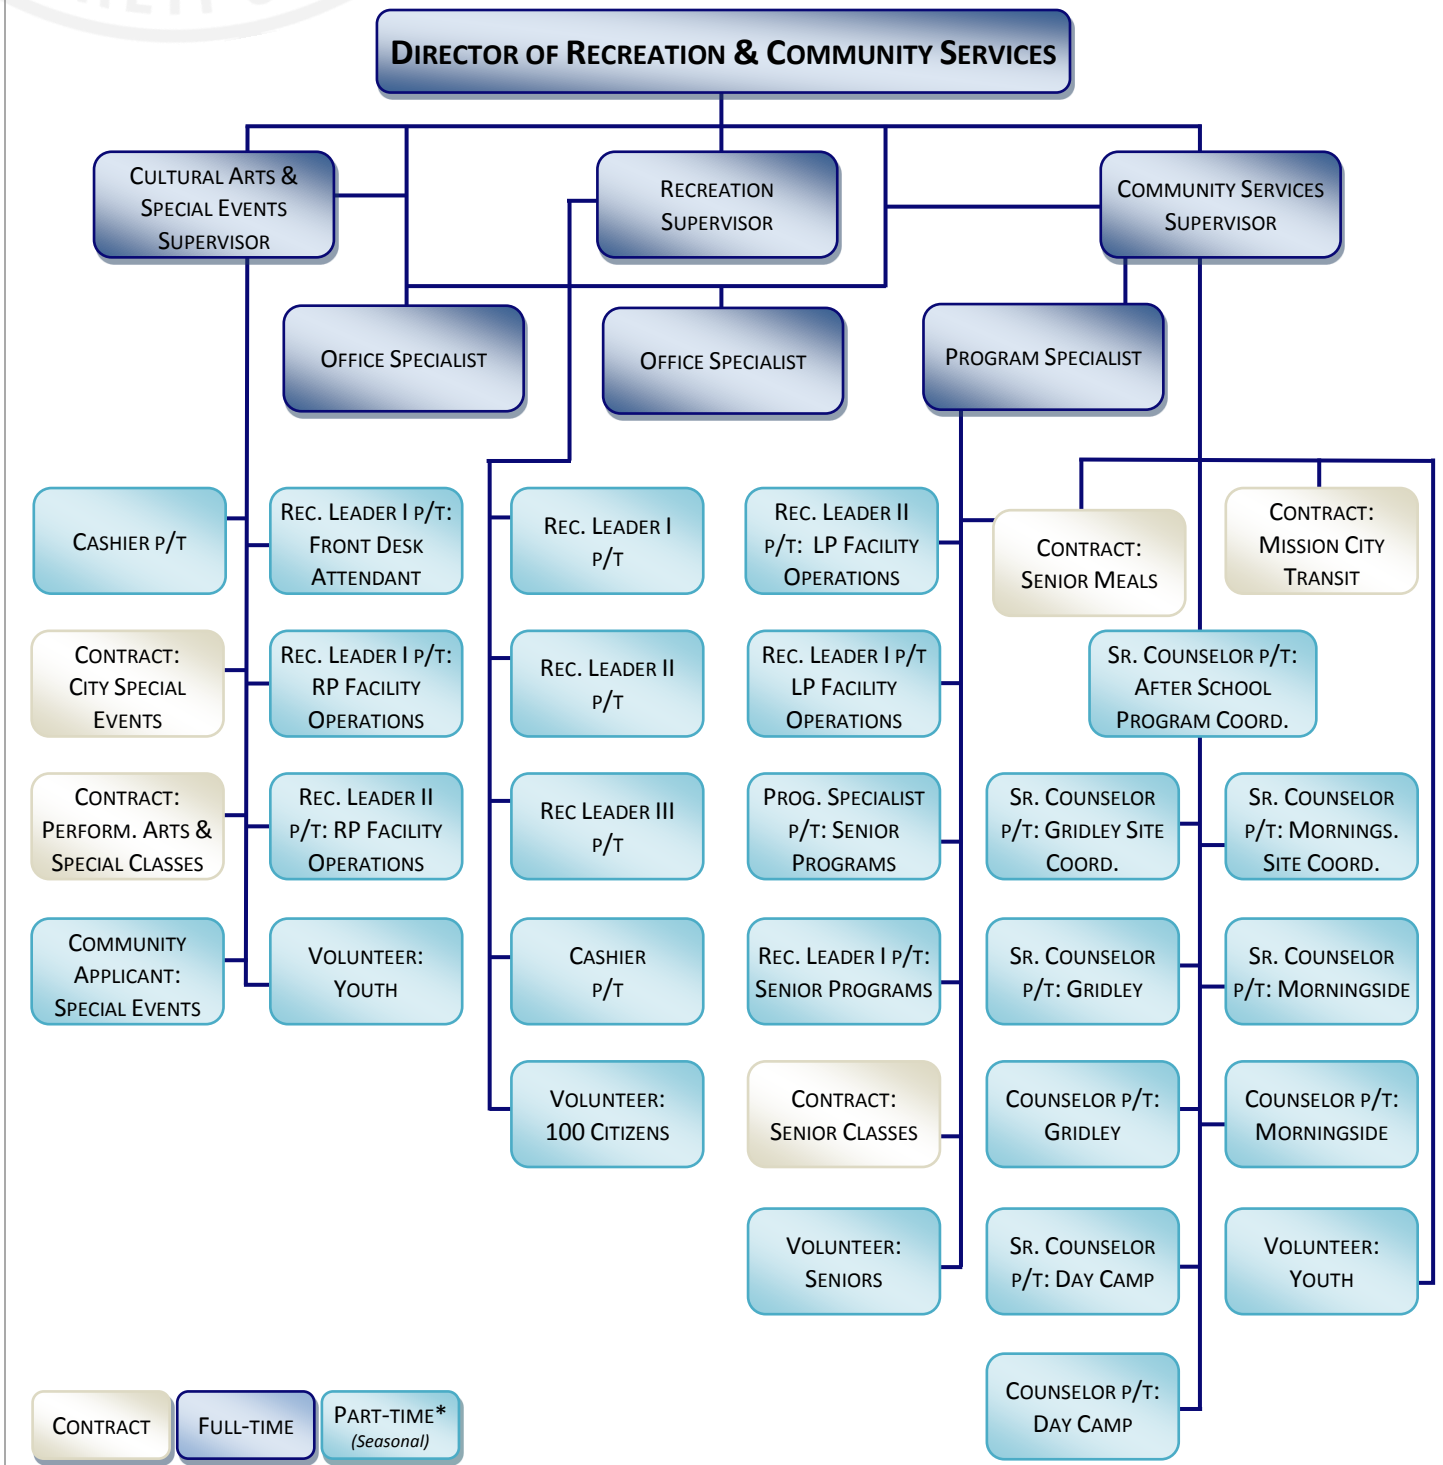 DIRECTOR OF RECREATION & COMMUNITY SERVICES
CULTURAL ARTS &
SPECIAL EVENTS
SUPERVISOR
RECREATION
SUPERVISOR
COMMUNITY SERVICES
SUPERVISOR
OFFICE SPECIALIST
OFFICE SPECIALIST
PROGRAM SPECIALIST
CASHIER P/T
REC. LEADER I P/T:
FRONT DESK
ATTENDANT
REC. LEADER I
P/T
REC. LEADER II
P/T: LP FACILITY
OPERATIONS
CONTRACT:
SENIOR MEALS
CONTRACT:
MISSION CITY
TRANSIT
CONTRACT:
CITY SPECIAL
EVENTS
REC. LEADER I P/T:
RP FACILITY
OPERATIONS
REC. LEADER II
P/T
REC. LEADER I P/T
LP FACILITY
OPERATIONS
SR. COUNSELOR P/T:
AFTER SCHOOL
PROGRAM COORD.
CONTRACT:
PERFORM. ARTS &
SPECIAL CLASSES
REC. LEADER II
P/T: RP FACILITY
OPERATIONS
REC LEADER III
P/T
PROG. SPECIALIST
P/T: SENIOR
PROGRAMS
SR. COUNSELOR
P/T: GRIDLEY SITE
COORD.
SR. COUNSELOR
P/T: MORNINGS.
SITE COORD.
COMMUNITY
APPLICANT:
SPECIAL EVENTS
VOLUNTEER:
YOUTH
CASHIER
P/T
REC. LEADER I P/T:
SENIOR PROGRAMS
SR. COUNSELOR
P/T: GRIDLEY
SR. COUNSELOR
P/T: MORNINGSIDE
VOLUNTEER:
100 CITIZENS
CONTRACT:
SENIOR CLASSES
COUNSELOR P/T:
GRIDLEY
COUNSELOR P/T:
MORNINGSIDE
VOLUNTEER:
SENIORS
SR. COUNSELOR
P/T: DAY CAMP
VOLUNTEER:
YOUTH
COUNSELOR P/T:
DAY CAMP
CONTRACT
FULL-TIME
PART-TIME*
(Seasonal)